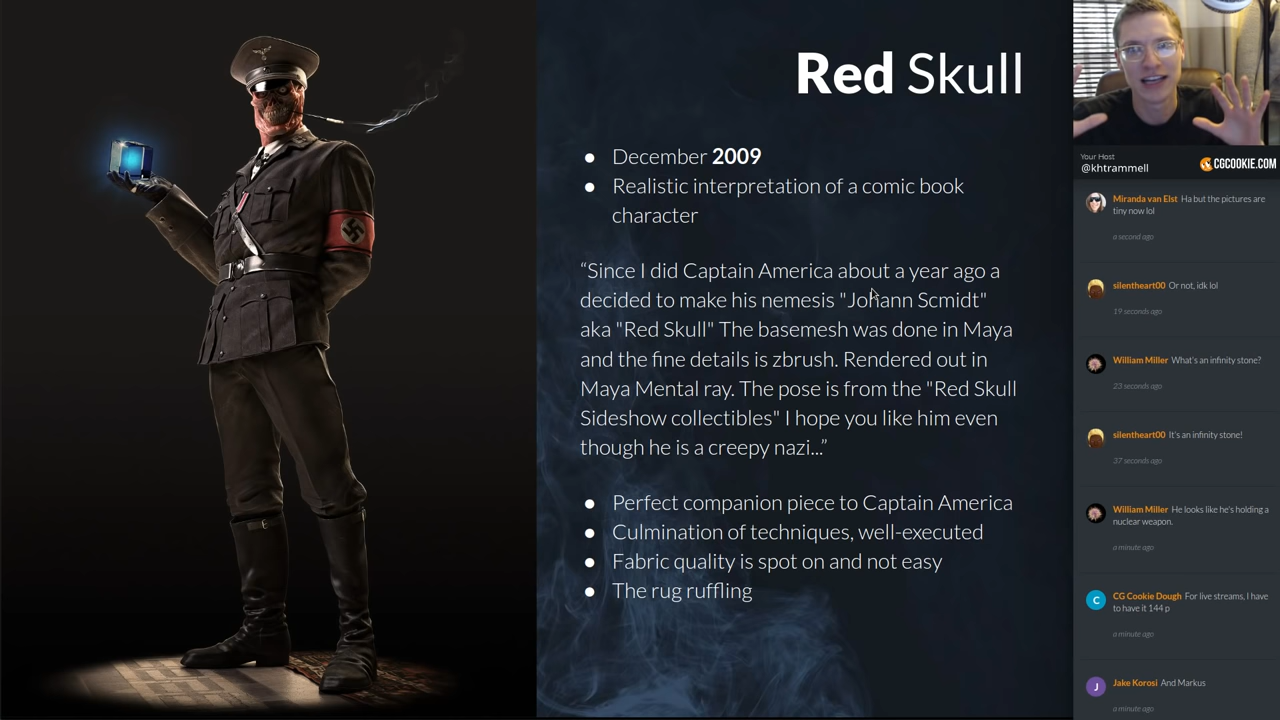 Red Skull
● December 2009
● Realistic interpretation of a comic book
character
“Since I did Captain America about a year ago a
decided to make his nemesis "Johann Scmidt"
aka "Red Skull" The basemesh was done in Maya
and the fine details is zbrush. Rendered out in
Maya Mental ray. The pose is from the "Red Skull
Sideshow collectibles" I hope you like him even
though he is a creepy nazi...”
● Perfect companion piece to Captain America
● Culmination of techniques, well-executed
● Fabric quality is spot on and not easy
● The rug ruffling
Your Host
@khtrammell
CGCOOKIE.COM
Miranda van Elst Ha but the pictures are
tiny now lol
a second ago
silentheart00 Or not, idk lol
19 seconds ago
William Miller What's an infinity stone?
23 seconds ago
silentheart00 It's an infinity stone!
37 seconds ago
William Miller He looks like he's holding a
nuclear weapon.
a minute ago
C
CG Cookie Dough For live streams, I have
to have it 144 p
a minute ago
J
Jake Korosi And Markus
a minute ago